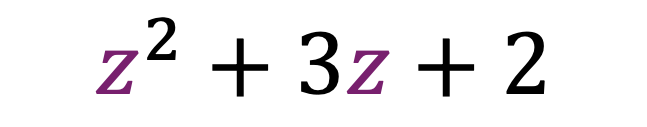 z² + 3z + 2